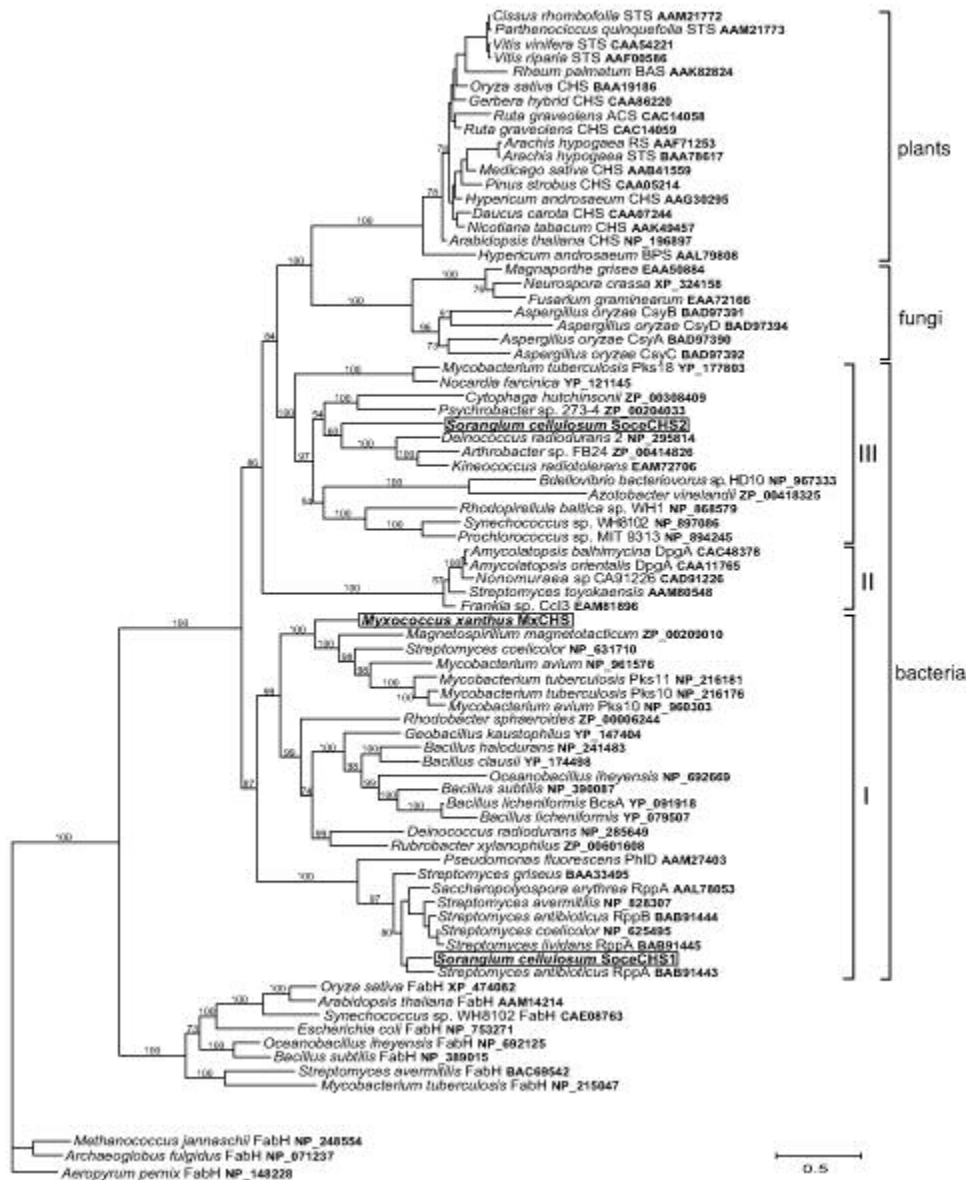 Cissus rhombofolia STS AAM21772
Parthenociccus quinquefolia STS AAM21773
Vitis vinifera STS CAA54221
Vitis riparia STS AAF00586
Rheum palmatum BAS AAK82824
Oryza sativa CHS BAA19186
Gerbera hybrid CHS CAA86220
Ruta graveolens ACS CAC14058
Ruta graveolens CHS CAC14059
Arachis hypogaea RS AAF71253
Arachis hypogaea STS BAA78617
Medicago sativa CHS AAB41559
Pinus strobus CHS CAA05214
Hypericum androsaeum CHS AAG30295
Daucus carota CHS CAA07244
Nicotiana tabacum CHS AAK49457
Arabidopsis thaliana CHS NP_196897
Hypericum androsaeum BPS AAL79808
plants
Magnaporthe grisea EAA50884
Neurospora crassa XP_324158
Fusarium graminearum EAA72166
Aspergillus oryzae CsyB BAD97391
Aspergillus oryzae CsyD BAD97394
Aspergillus oryzae CsyA BAD97390
Aspergillus oryzae CsyC BAD97392
fungi
Mycobacterium tuberculosis Pks18 YP_177803
Nocardia farcinica YP_121145
Cytophaga hutchinsonii ZP_00308409
Psychrobacter sp. 273-4 ZP_00204033
Sorangium cellulosum SoceCHS2
Deinococcus radiodurans 2 NP_295814
Arthrobacter sp. FB24 ZP_00414826
Kineococcus radiotolerans EAM72706
Bdellovibrio bacteriovorus sp. HD10 NP_967333
Azotobacter vinelandii ZP_00418325
Rhodopirellula baltica sp. WH1 NP_868579
Synechococcus sp. WH8102 NP_897086
Prochlorococcus sp. MIT 9313 NP_894245
III
Amycolatopsis balhimycina DpgA CAC48378
Amycolatopsis orientalis DpgA CAA11765
Nonomuraea sp CA91226 CAD91226
Streptomyces toyokaensis AAM80548
Frankia sp. CcI3 EAM81896
II
Myxococcus xanthus MxCHS
Magnetospirillum magnetotacticum ZP_00209010
Streptomyces coelicolor NP_631710
Mycobacterium avium NP_961576
Mycobacterium tuberculosis Pks11 NP_216181
Mycobacterium tuberculosis Pks10 NP_216176
Mycobacterium avium Pks10 NP_960303
Rhodobacter sphaeroides ZP_00006244
Geobacillus kaustophilus YP_147404
Bacillus halodurans NP_241483
Bacillus clausii YP_174498
Oceanobacillus iheyensis NP_692669
Bacillus subtilis NP_390087
Bacillus licheniformis BcsA YP_091918
Bacillus licheniformis YP_079507
Deinococcus radiodurans NP_285649
Rubrobacter xylanophilus ZP_00601608
Pseudomonas fluorescens PhlD AAM27403
Streptomyces griseus BAA33495
Saccharopolyospora erythrea RppA AAL78053
Streptomyces avermitilis NP_828307
Streptomyces antibioticus RppB BAB91444
Streptomyces coelicolor NP_625495
Streptomyces lividans RppA BAB91445
Sorangium cellulosum SoceCHS1
Streptomyces antibioticus RppA BAB91443
I
bacteria
Oryza sativa FabH XP_474082
Arabidopsis thaliana FabH AAM14214
Synechococcus sp. WH8102 FabH CAE08763
Escherichia coli FabH NP_753271
Oceanobacillus iheyensis FabH NP_692125
Bacillus subtilis FabH NP_389015
Streptomyces avermitilis FabH BAC69542
Mycobacterium tuberculosis FabH NP_215047
Methanococcus jannaschii FabH NP_248554
Archaeoglobus fulgidus FabH NP_071237
Aeropyrum pernix FabH NP_148228
0.5